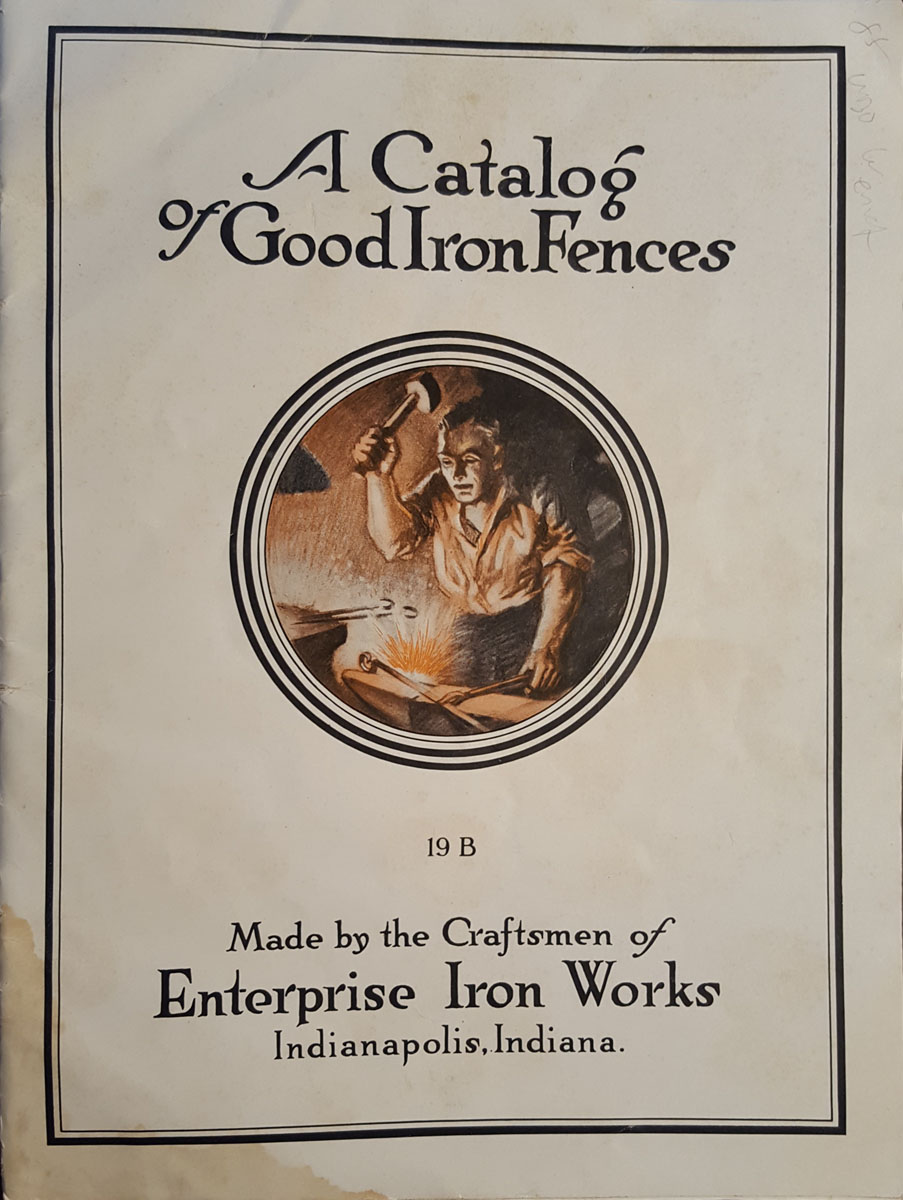 A Catalog
of Good Iron Fences
19 B
Made by the Craftsmen of
Enterprise Iron Works
Indianapolis, Indiana.